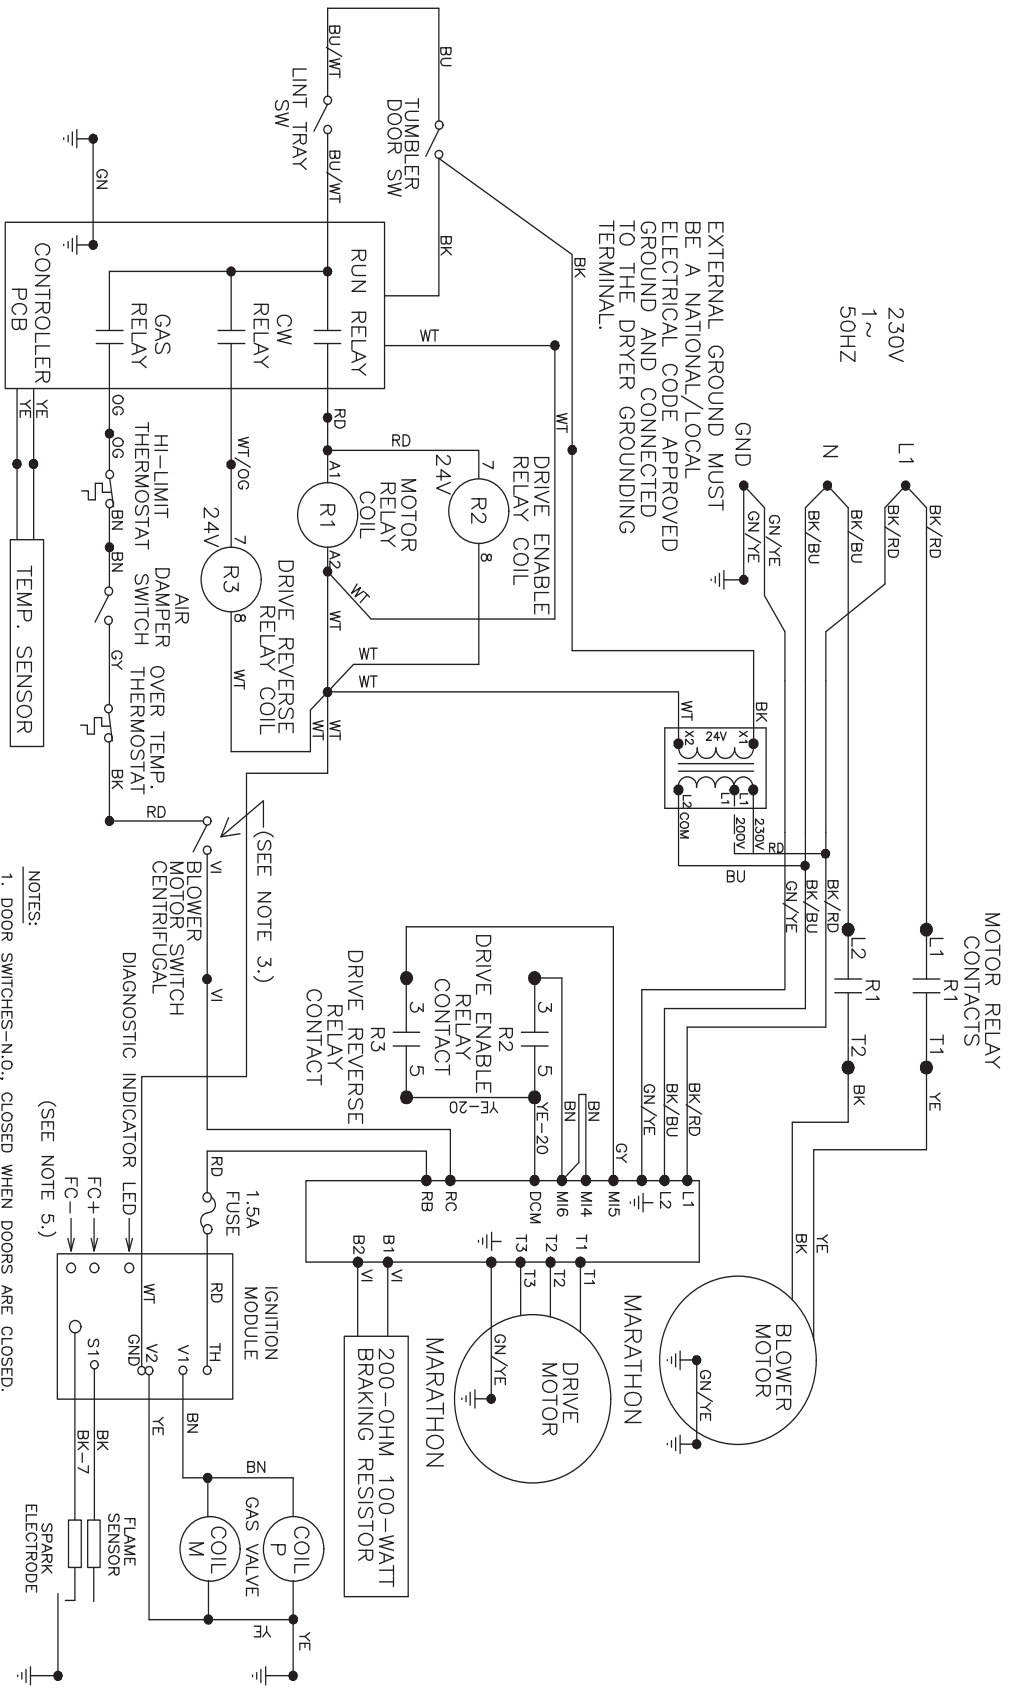 230V
1~
50HZ
L1
N
GND
BK/RD
BK/RD
BK/BU
BK/BU
GN/YE
GN/YE
MOTOR RELAY
CONTACTS
L1
R1
T1
YE
L2
R1
T2
BK
YE
BK
BLOWER
MOTOR
GN/YE
EXTERNAL GROUND MUST
BE A NATIONAL/LOCAL
ELECTRICAL CODE APPROVED
GROUND AND CONNECTED
TO THE DRYER GROUNDING
TERMINAL.
BK
WT
X1
24V
X2
L1
230V
L1
200V
L2
COM
RD
BU
BK/RD
BK/BU
GN/YE
BK/RD
BK/BU
GN/YE
GY
BN
BN
YE-20
YE-20
L1
L2
MI5
MI4
MI6
DCM
RC
RB
T1
T2
T3
B1
B2
T1
T2
T3
VI
VI
MARATHON
DRIVE
MOTOR
GN/YE
MARATHON
200-OHM 100-WATT
BRAKING RESISTOR
DRIVE ENABLE
RELAY
CONTACT
3
R2
5
3
R3
5
DRIVE REVERSE
RELAY
CONTACT
BU
TUMBLER
DOOR SW
BK
BK
WT
BU/WT
LINT TRAY
SW
BU/WT
GN
RUN RELAY
CW
RELAY
GAS
RELAY
CONTROLLER
PCB
WT
RD
RD
7
R2
8
24V
DRIVE ENABLE
RELAY COIL
A1
R1
A2
MOTOR
RELAY
COIL
WT
WT
WT
WT
WT
WT
WT/OG
7
R3
8
24V
DRIVE REVERSE
RELAY COIL
WT
OG
OG
BN
BN
GY
BK
RD
HI-LIMIT
THERMOSTAT
AIR
DAMPER
SWITCH
OVER TEMP.
THERMOSTAT
YE
YE
TEMP. SENSOR
(SEE NOTE 3.)
VI
VI
BLOWER
MOTOR SWITCH
CENTRIFUGAL
RD
1.5A
FUSE
RD
IGNITION
MODULE
TH
V1
V2
GND
WT
S1
DIAGNOSTIC INDICATOR LED
FC+
FC-
(SEE NOTE 5.)
BN
YE
BN
COIL
P
GAS VALVE
COIL
M
YE
YE
BK
BK-7
FLAME
SENSOR
SPARK
ELECTRODE
NOTES:
1. DOOR SWITCHES-N.O., CLOSED WHEN DOORS ARE CLOSED.